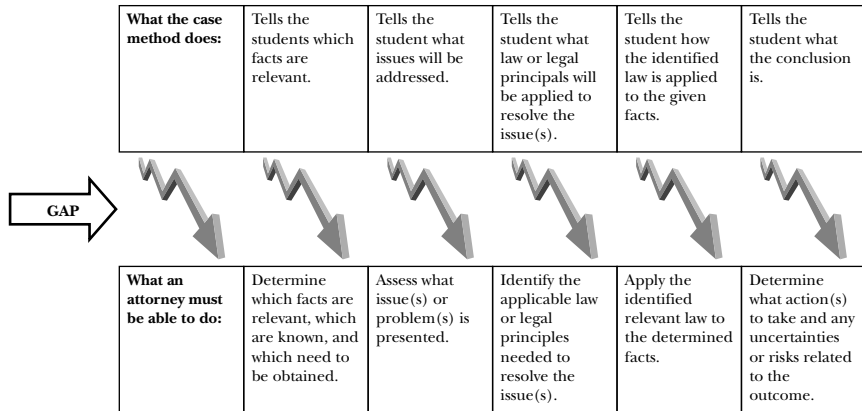 What the case
method does:
Tells the
students which
facts are
relevant.
Tells the
student what
issues will be
addressed.
Tells the
student what
law or legal
principals will
be applied to
resolve the
issue(s).
Tells the
student how
the identified
law is applied
to the given
facts.
Tells the
student what
the conclusion
is.
GAP
What an
attorney must
be able to do:
Determine
which facts are
relevant, which
are known, and
which need to
be obtained.
Assess what
issue(s) or
problem(s) is
presented.
Identify the
applicable law
or legal
principles
needed to
resolve the
issue(s).
Apply the
identified
relevant law to
the determined
facts.
Determine
what action(s)
to take and any
uncertainties
or risks related
to the
outcome.